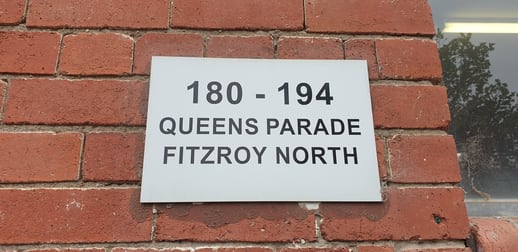 180 - 194
QUEENS PARADE
FITZROY NORTH